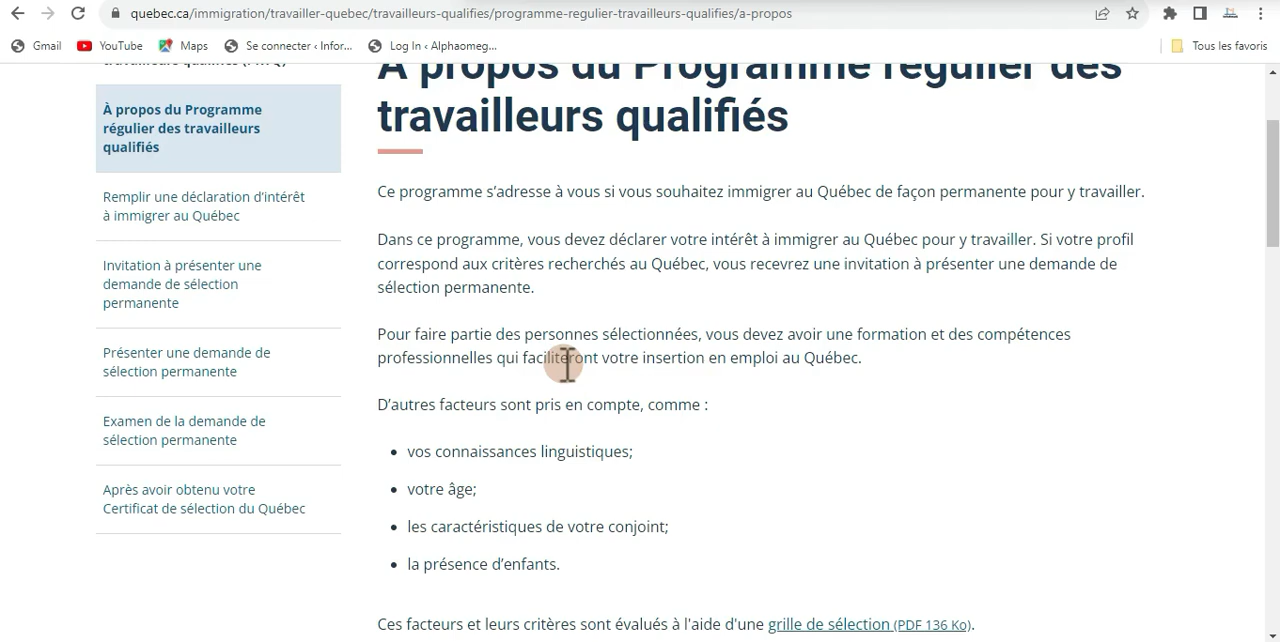 quebec.ca/immigration/travailler-quebec/travailleurs-qualifies/programme-regulier-travailleurs-qualifies/a-propos
Gmail YouTube Maps Se connecter ‹ Infor... Log In ‹ Alphaomeg... Tous les favoris
travailleurs qualifiés (PRTQ)
À propos du Programme
régulier des travailleurs
qualifiés
Remplir une déclaration d’intérêt
à immigrer au Québec
Invitation à présenter une
demande de sélection
permanente
Présenter une demande de
sélection permanente
Examen de la demande de
sélection permanente
Après avoir obtenu votre
Certificat de sélection du Québec
À propos du Programme régulier des
travailleurs qualifiés
Ce programme s’adresse à vous si vous souhaitez immigrer au Québec de façon permanente pour y travailler.
Dans ce programme, vous devez déclarer votre intérêt à immigrer au Québec pour y travailler. Si votre profil
correspond aux critères recherchés au Québec, vous recevrez une invitation à présenter une demande de
sélection permanente.
Pour faire partie des personnes sélectionnées, vous devez avoir une formation et des compétences
professionnelles qui faciliteront votre insertion en emploi au Québec.
D’autres facteurs sont pris en compte, comme :
• vos connaissances linguistiques;
• votre âge;
• les caractéristiques de votre conjoint;
• la présence d’enfants.
Ces facteurs et leurs critères sont évalués à l'aide d'une grille de sélection (PDF 136 Ko).